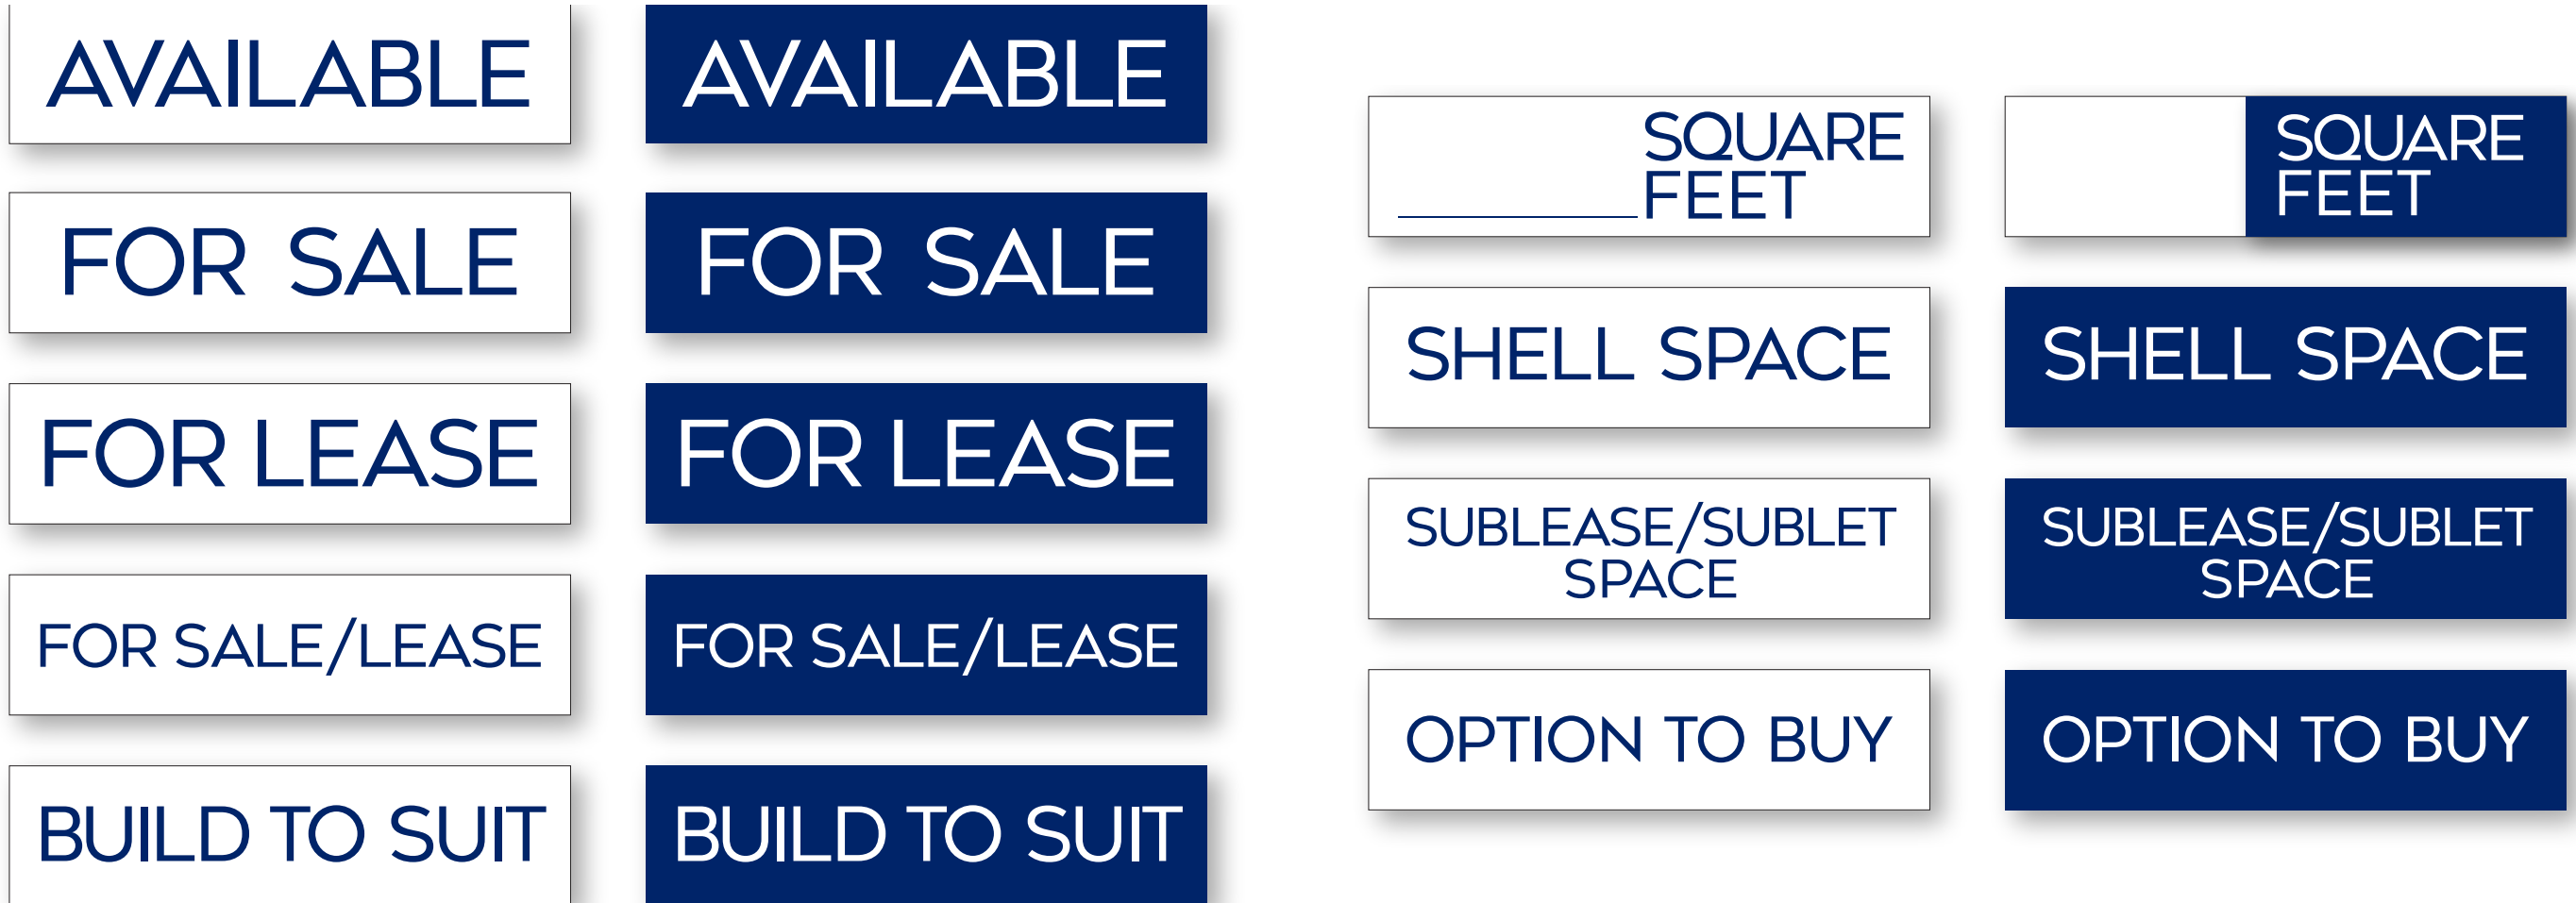 AVAILABLE
AVAILABLE
FOR SALE
FOR SALE
FOR LEASE
FOR LEASE
FOR SALE/LEASE
FOR SALE/LEASE
BUILD TO SUIT
BUILD TO SUIT
SQUARE
FEET
SQUARE
FEET
SHELL SPACE
SHELL SPACE
SUBLEASE/SUBLET
SPACE
SUBLEASE/SUBLET
SPACE
OPTION TO BUY
OPTION TO BUY